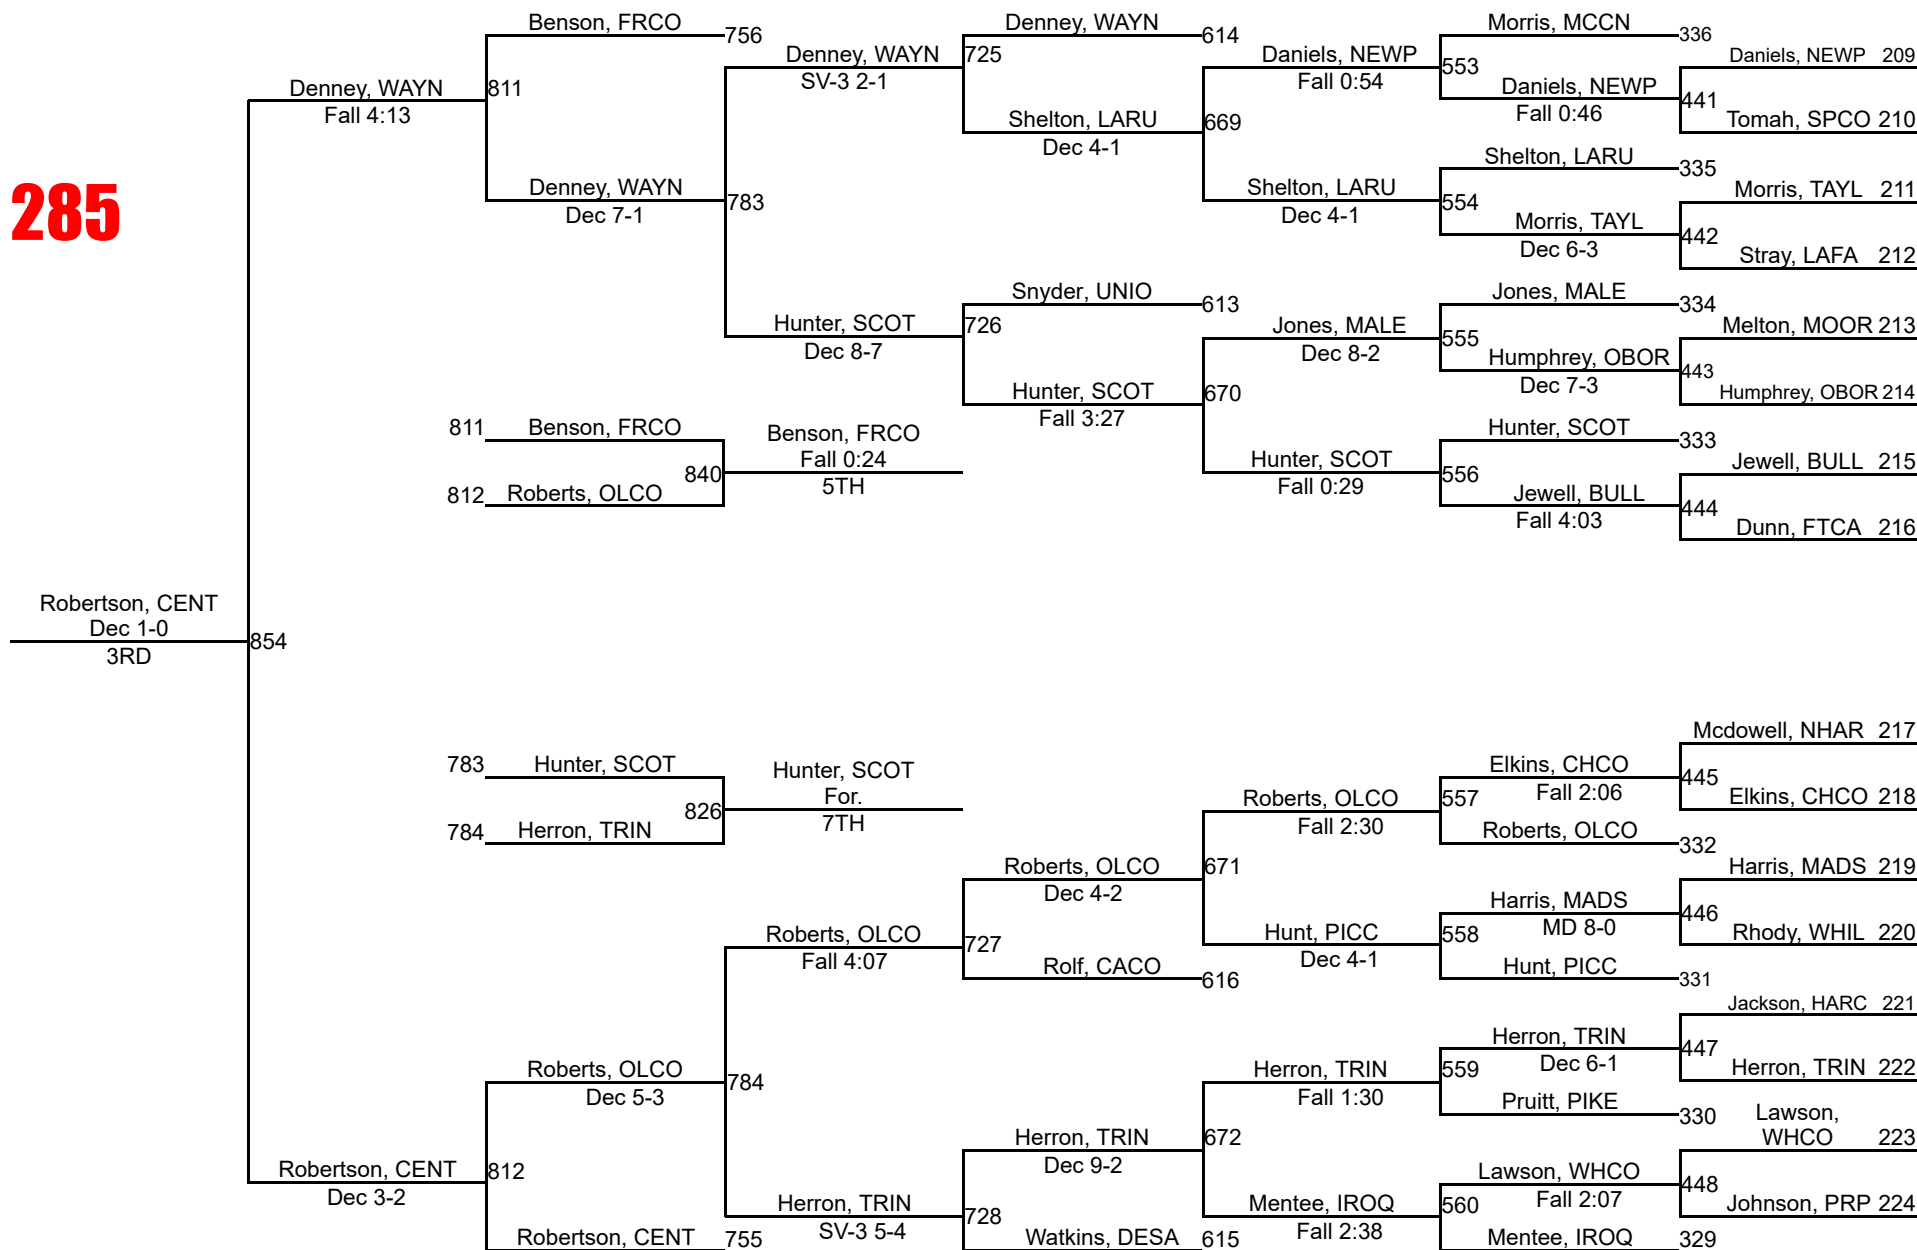 285
Benson, FRCO
756
Denney, WAYN
614
Morris, MCCN
336
Daniels, NEWP 209
Denney, WAYN
SV-3 2-1
725
Daniels, NEWP
Fall 0:54
553
Daniels, NEWP
Fall 0:46
441
Tomah, SPCO 210
Denney, WAYN
Fall 4:13
811
Shelton, LARU
Dec 4-1
669
Shelton, LARU
335
Morris, TAYL 211
Denney, WAYN
Dec 7-1
783
Shelton, LARU
Dec 4-1
554
Morris, TAYL
Dec 6-3
442
Stray, LAFA 212
Snyder, UNIO
613
Jones, MALE
334
Melton, MOOR 213
Hunter, SCOT
Dec 8-7
726
Jones, MALE
Dec 8-2
555
Humphrey, OBOR
Dec 7-3
443
Humphrey, OBOR 214
Hunter, SCOT
Fall 3:27
670
Hunter, SCOT
333
Jewell, BULL 215
811
Benson, FRCO
840
812
Roberts, OLCO
Benson, FRCO
Fall 0:24
5TH
Hunter, SCOT
Fall 0:29
556
Jewell, BULL
Fall 4:03
444
Dunn, FTCA 216
Robertson, CENT
Dec 1-0
3RD
854
Mcdowell, NHAR 217
783
Hunter, SCOT
826
784
Herron, TRIN
Hunter, SCOT
For.
7TH
Elkins, CHCO
Fall 2:06
445
Elkins, CHCO 218
Roberts, OLCO
Fall 2:30
557
Roberts, OLCO
332
Harris, MADS 219
Roberts, OLCO
Dec 4-2
671
Harris, MADS
MD 8-0
446
Rhody, WHIL 220
Roberts, OLCO
Fall 4:07
727
Hunt, PICC
Dec 4-1
558
Hunt, PICC
331
Rolf, CACO
616
Jackson, HARC 221
Roberts, OLCO
Dec 5-3
784
Herron, TRIN
Fall 1:30
559
Herron, TRIN
Dec 6-1
447
Herron, TRIN 222
Pruitt, PIKE
330
Lawson,
WHCO 223
Herron, TRIN
Dec 9-2
672
Robertson, CENT
Dec 3-2
812
Lawson, WHCO
Fall 2:07
448
Johnson, PRP 224
Herron, TRIN
SV-3 5-4
728
Mentee, IROQ
Fall 2:38
560
Robertson, CENT
755
Watkins, DESA
615
Mentee, IROQ
329